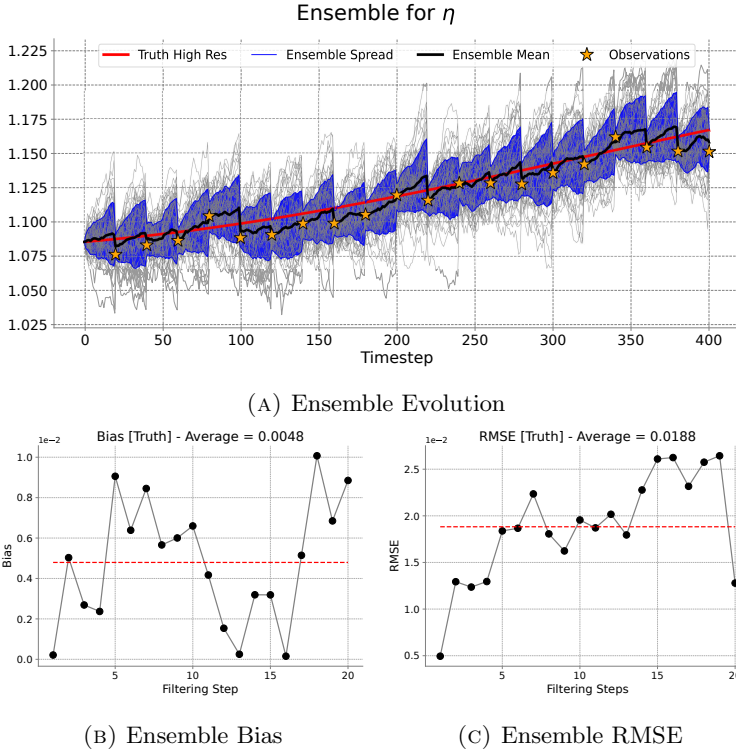 Ensemble for η
Truth High Res Ensemble Spread Ensemble Mean Observations
1.225
1.200
1.175
1.150
1.125
1.100
1.075
1.050
1.025
0 50 100 150 200 250 300 350 400
Timestep
(A) Ensemble Evolution
Bias [Truth] - Average = 0.0048
1e−2
1.0
0.8
0.6
0.4
0.2
0.0
Bias
5 10 15 20
Filtering Step
(B) Ensemble Bias
RMSE [Truth] - Average = 0.0188
1e−2
2.5
2.0
1.5
1.0
0.5
RMSE
5 10 15 20
Filtering Steps
(C) Ensemble RMSE